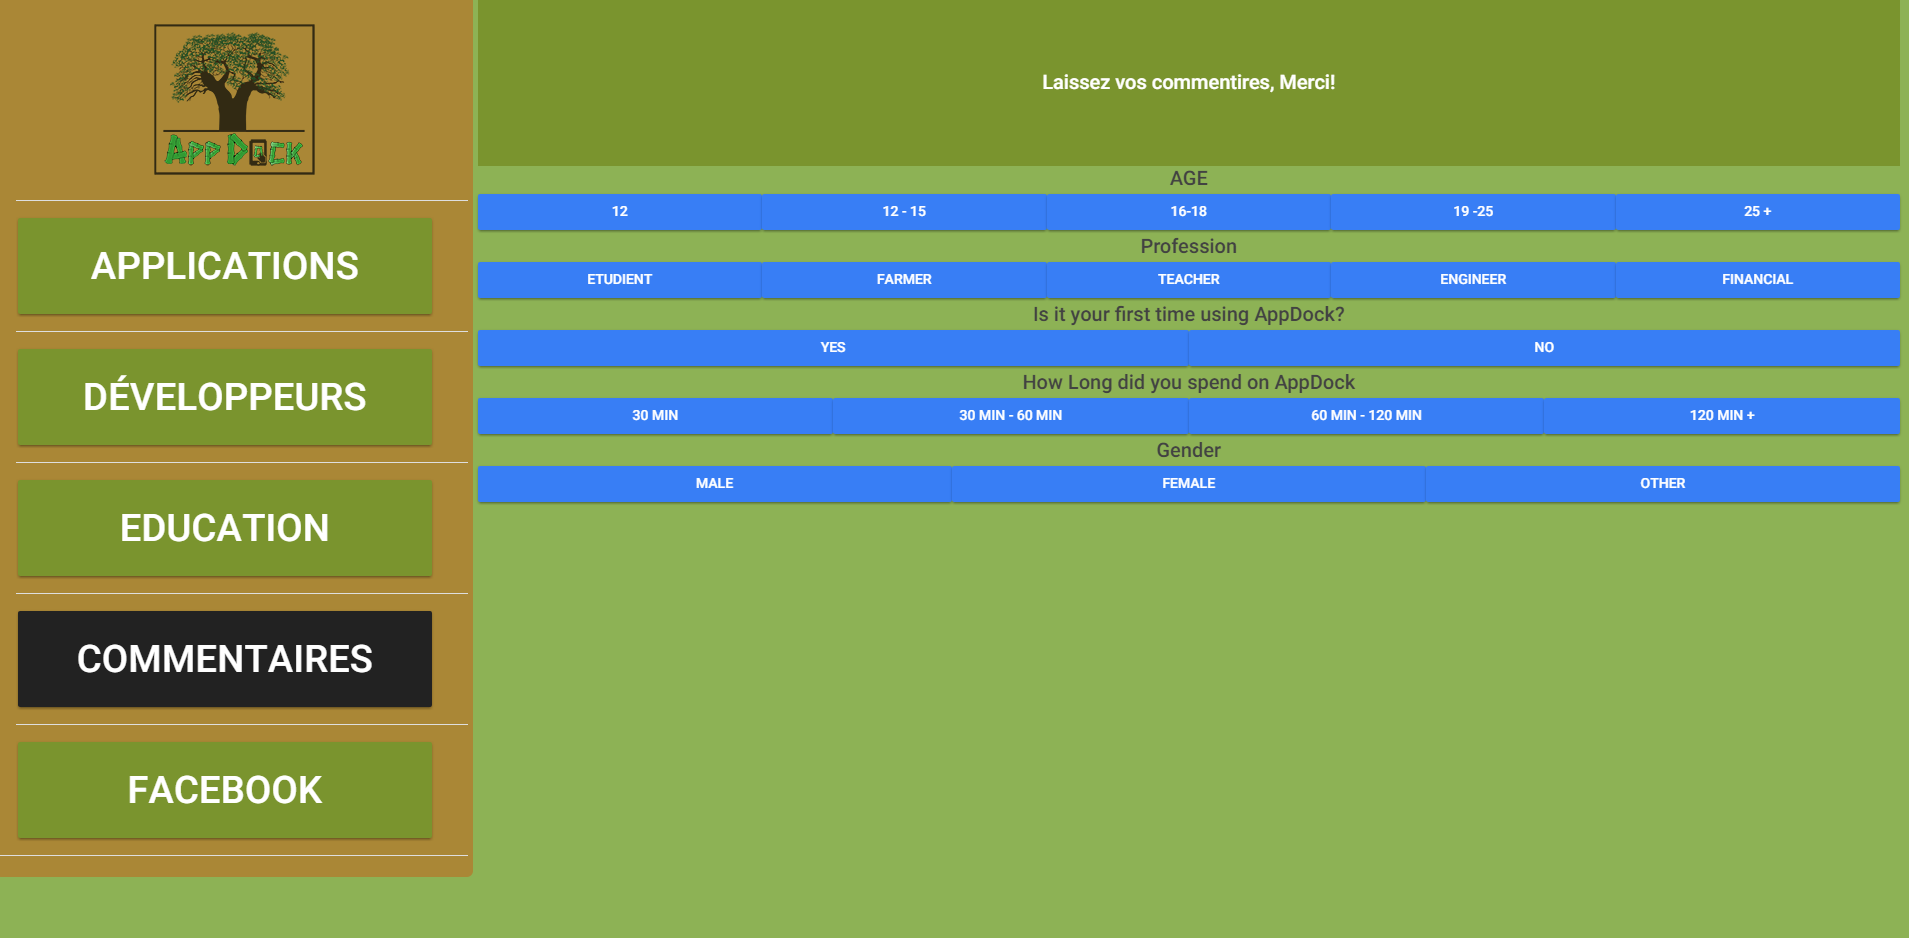 APP DOCK
APPLICATIONS
DÉVELOPPEURS
EDUCATION
COMMENTAIRES
FACEBOOK
Laissez vos commentires, Merci!
AGE
12 12 - 15 16-18 19 -25 25 +
Profession
ETUDIENT FARMER TEACHER ENGINEER FINANCIAL
Is it your first time using AppDock?
YES NO
How Long did you spend on AppDock
30 MIN 30 MIN - 60 MIN 60 MIN - 120 MIN 120 MIN +
Gender
MALE FEMALE OTHER